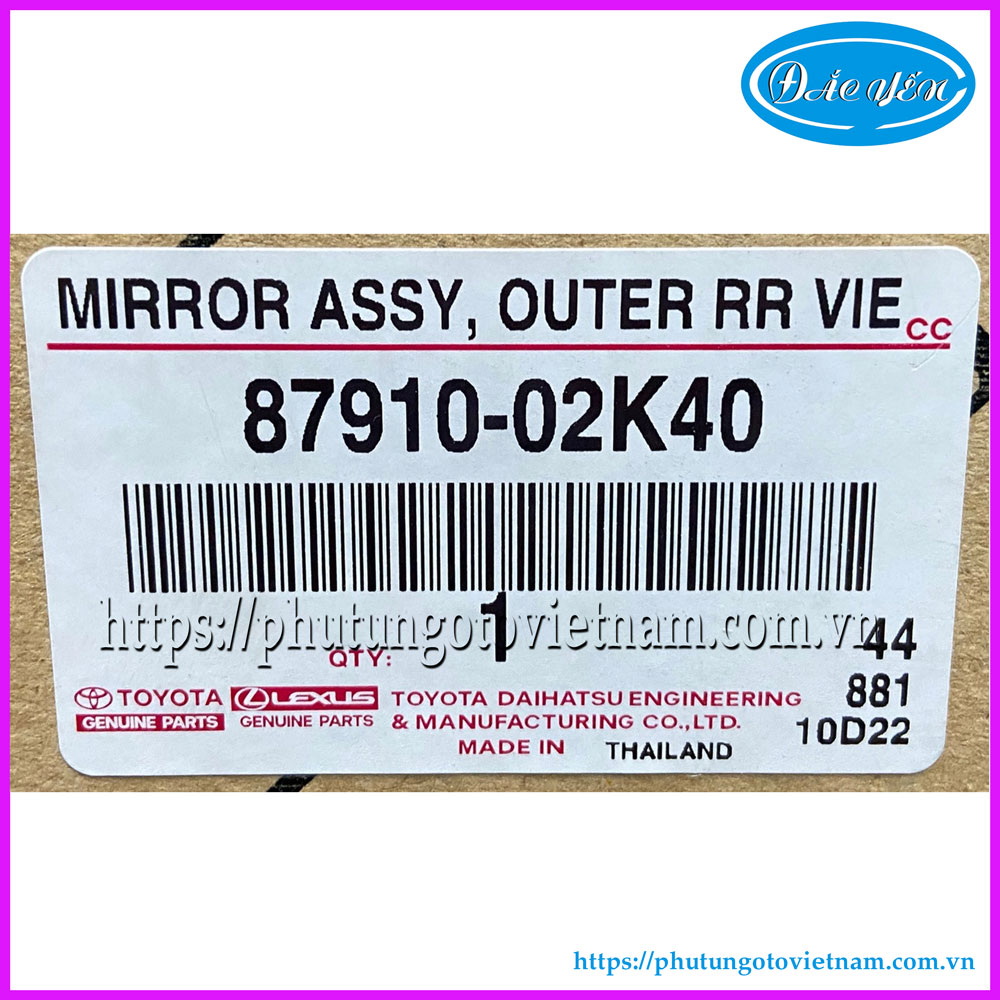 Đắc Yến
MIRROR ASSY, OUTER RR VIE CC
87910-02K40
https://phutungotovietnam.com.vn
QTY: 1 44
TOYOTA LEXUS TOYOTA DAIHATSU ENGINEERING 881
GENUINE PARTS GENUINE PARTS & MANUFACTURING CO.,LTD. 10D22
MADE IN THAILAND
https://phutungotovietnam.com.vn